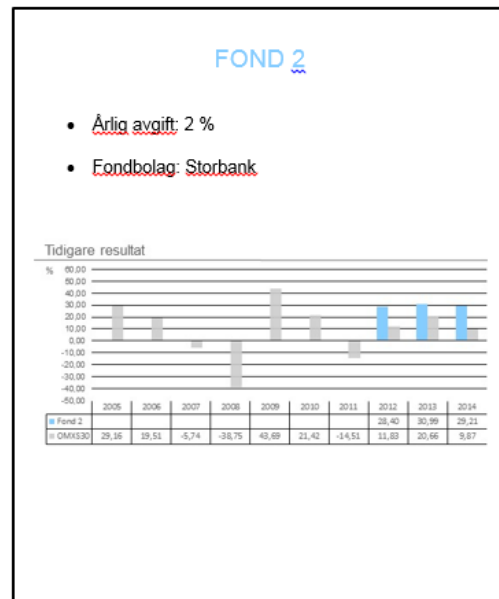 FOND 2
• Årlig avgift: 2 %
• Fondbolag: Storbank
Tidigare resultat
%
60,00
50,00
40,00
30,00
20,00
10,00
0,00
-10,00
-20,00
-30,00
-40,00
-50,00
2005 2006 2007 2008 2009 2010 2011 2012 2013 2014
Fond 2 28,40 30,99 29,21
OMXS30 29,16 19,51 -5,74 -38,75 43,69 21,42 -14,51 11,83 20,66 9,87